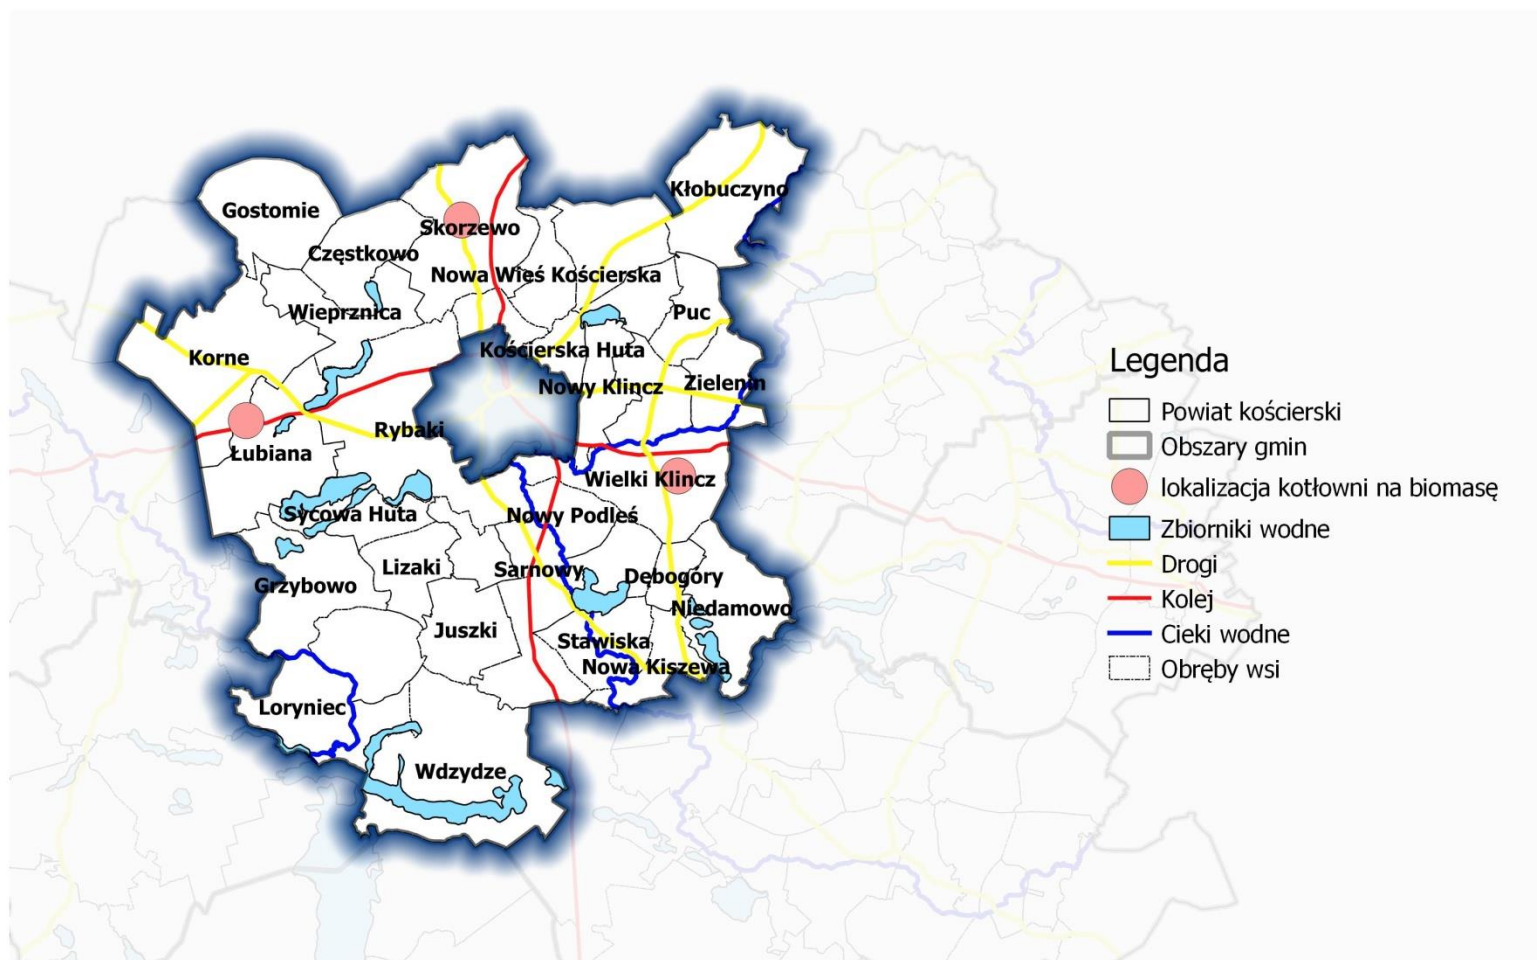 Kłobuczyno
Gostomie
Skorzewo
Częstkowo
Nowa Wieś Kościerska
Wieprznica
Puc
Kościerska Huta
Korne
Nowy Klincz
Zielenin
Rybaki
Łubiana
Wielki Klincz
Sycowa Huta
Nowy Podleś
Lizaki
Sarnowy
Dębogóry
Grzybowo
Niedamowo
Juszki
Stawiska
Nowa Kiszewa
Loryniec
Wdzydze
Legenda
Powiat kościerski
Obszary gmin
lokalizacja kotłowni na biomasę
Zbiorniki wodne
Drogi
Kolej
Cieki wodne
Obręby wsi